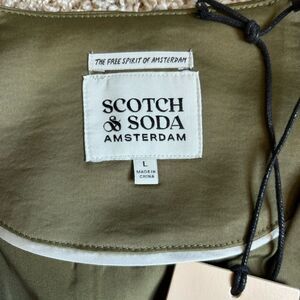 THE FREE SPIRIT OF AMSTERDAM
SCOTCH
& SODA
AMSTERDAM
L
MADE IN
CHINA